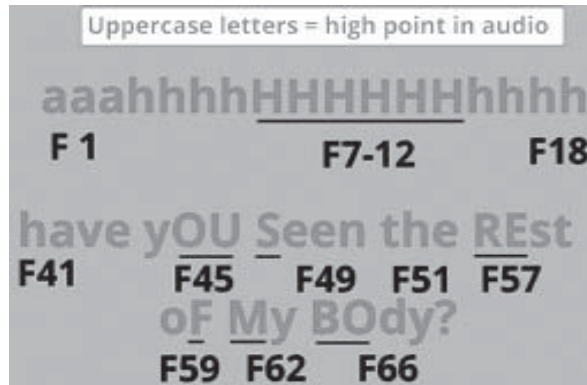 Uppercase letters = high point in audio
aaahhhhHHHHHHhhhh
F 1 F7-12 F18
have yOU Seen the REst
F41 F45 F49 F51 F57
oF My BOdy?
F59 F62 F66